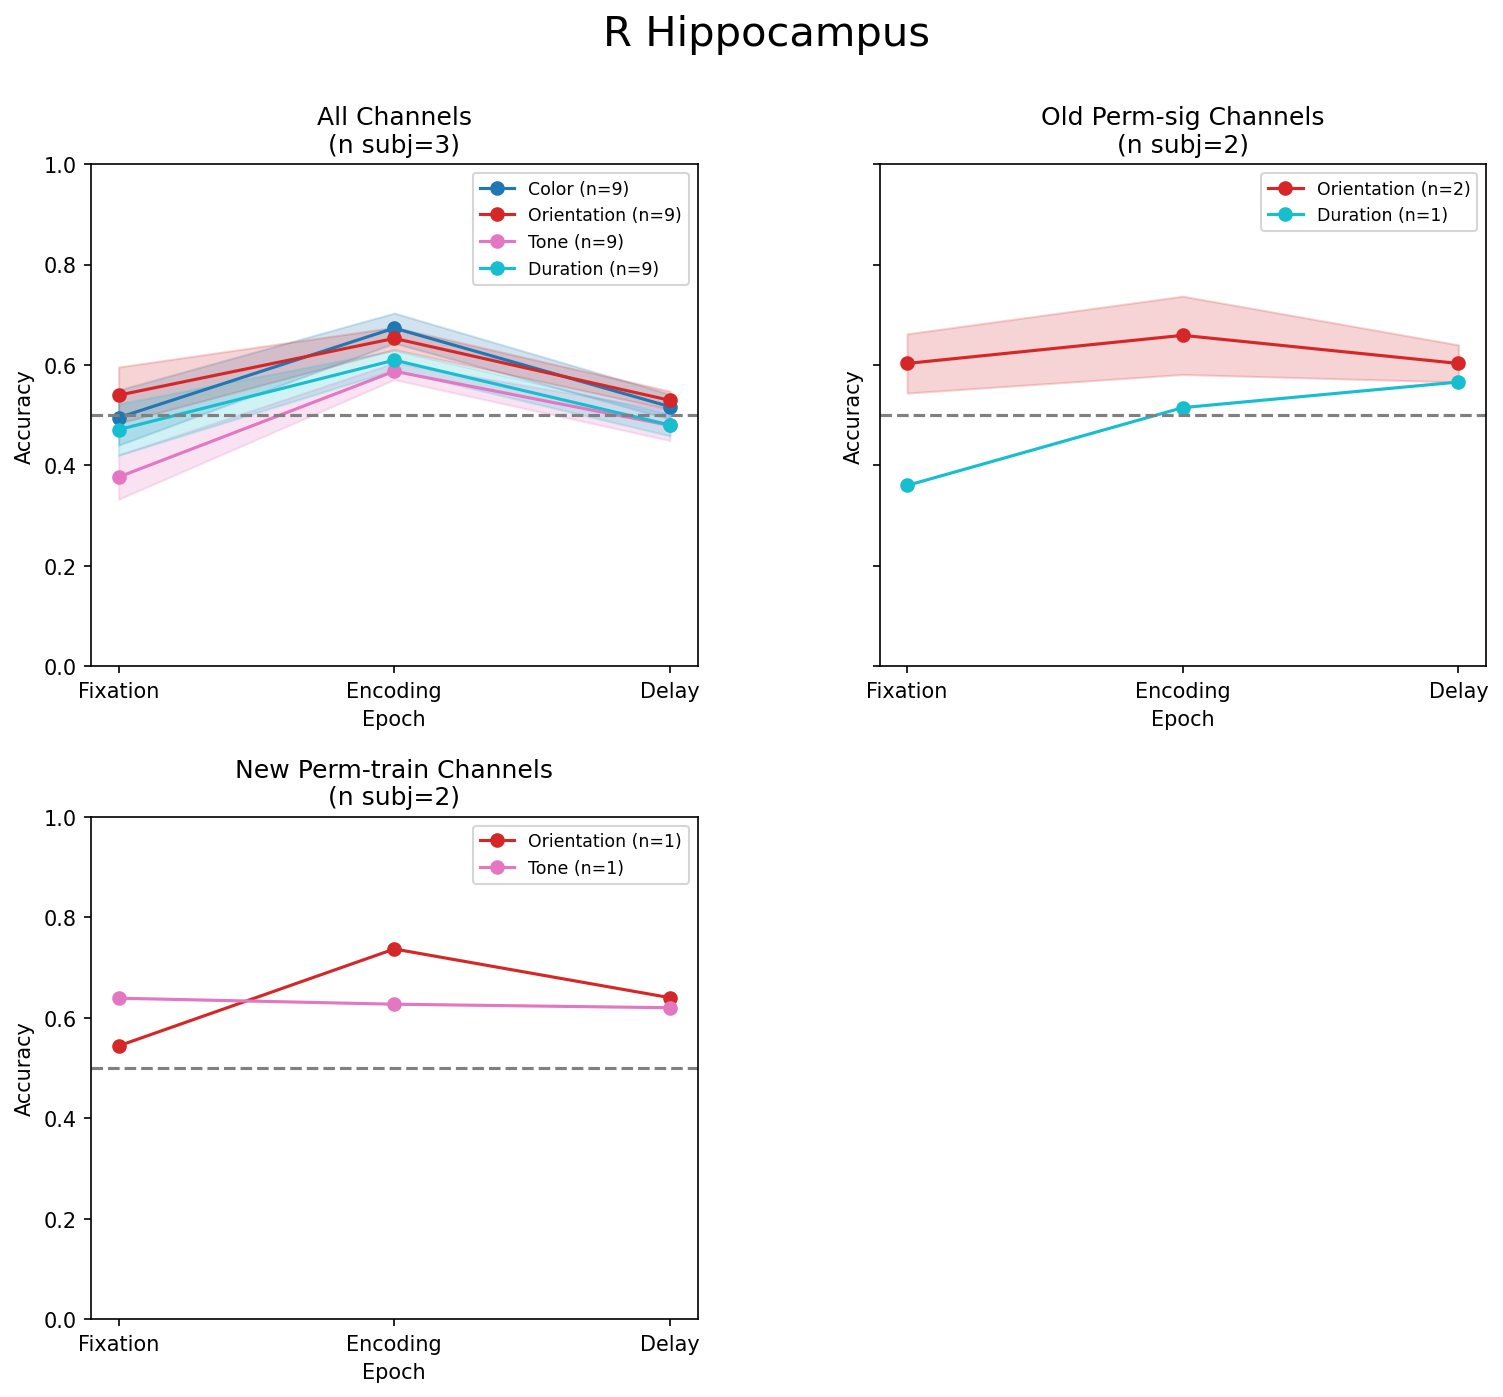 R Hippocampus
All Channels
(n subj=3)
1.0
0.8
0.6
0.4
0.2
0.0
Accuracy
Color (n=9)
Orientation (n=9)
Tone (n=9)
Duration (n=9)
Fixation
Encoding
Delay
Epoch
Old Perm-sig Channels
(n subj=2)
Accuracy
Orientation (n=2)
Duration (n=1)
Fixation
Encoding
Delay
Epoch
New Perm-train Channels
(n subj=2)
1.0
0.8
0.6
0.4
0.2
0.0
Accuracy
Orientation (n=1)
Tone (n=1)
Fixation
Encoding
Delay
Epoch